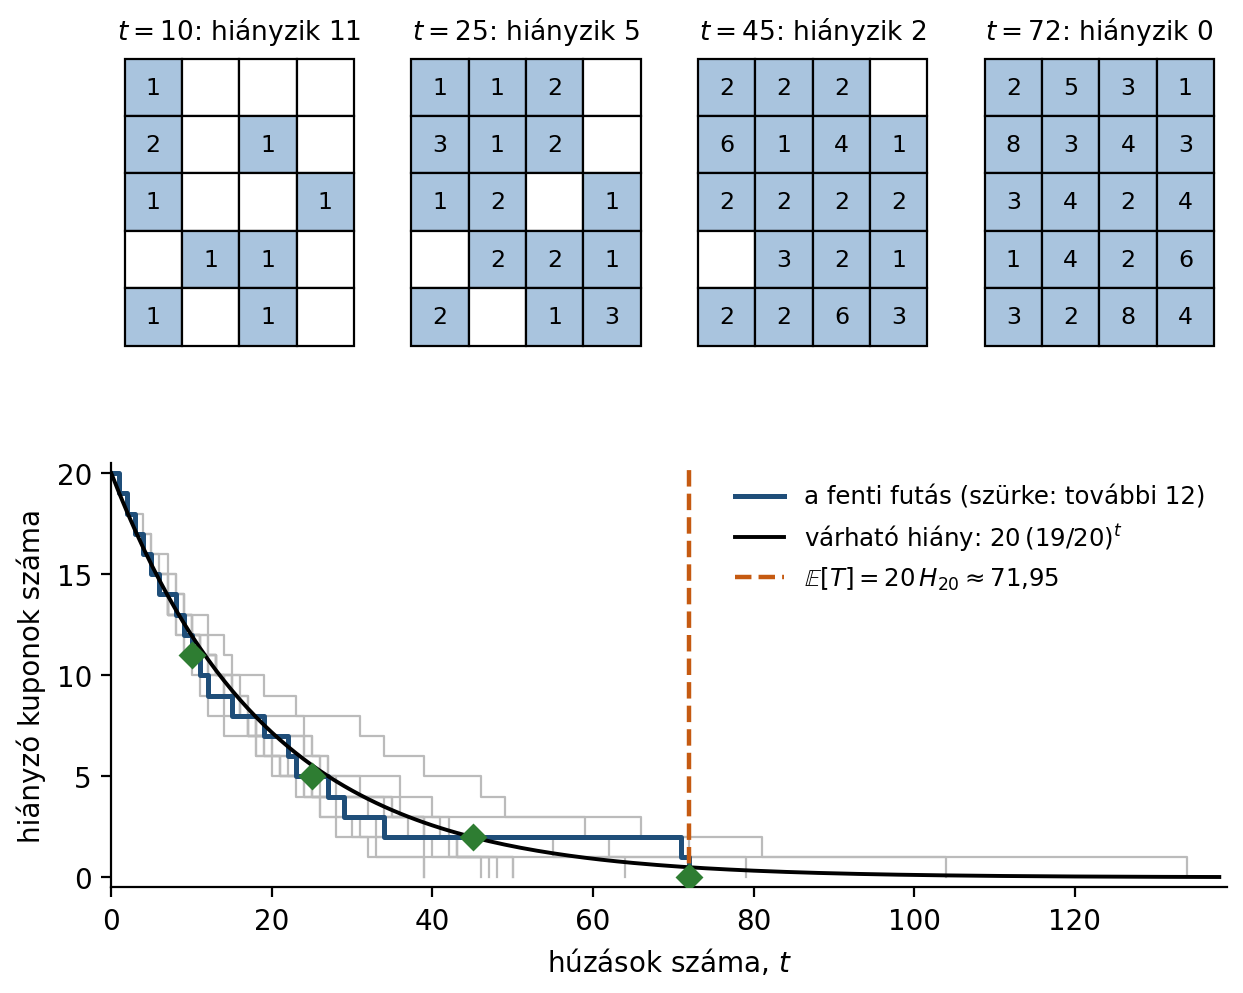 t = 10: hiányzik 11
t = 25: hiányzik 5
t = 45: hiányzik 2
t = 72: hiányzik 0
1
2 1
1 1
1 1
1 1
1 1 2
3 1 2
1 2 1
2 2 1
2 1 3
2 2 2
6 1 4 1
2 2 2 2
3 2 1
2 2 6 3
2 5 3 1
8 3 4 3
3 4 2 4
1 4 2 6
3 2 8 4
hiányzó kuponok száma
20
15
10
5
0
a fenti futás (szürke: további 12)
várható hiány: 20 (19/20)^t
𝔼[T] = 20 H₂₀ ≈ 71,95
0 20 40 60 80 100 120
húzások száma, t